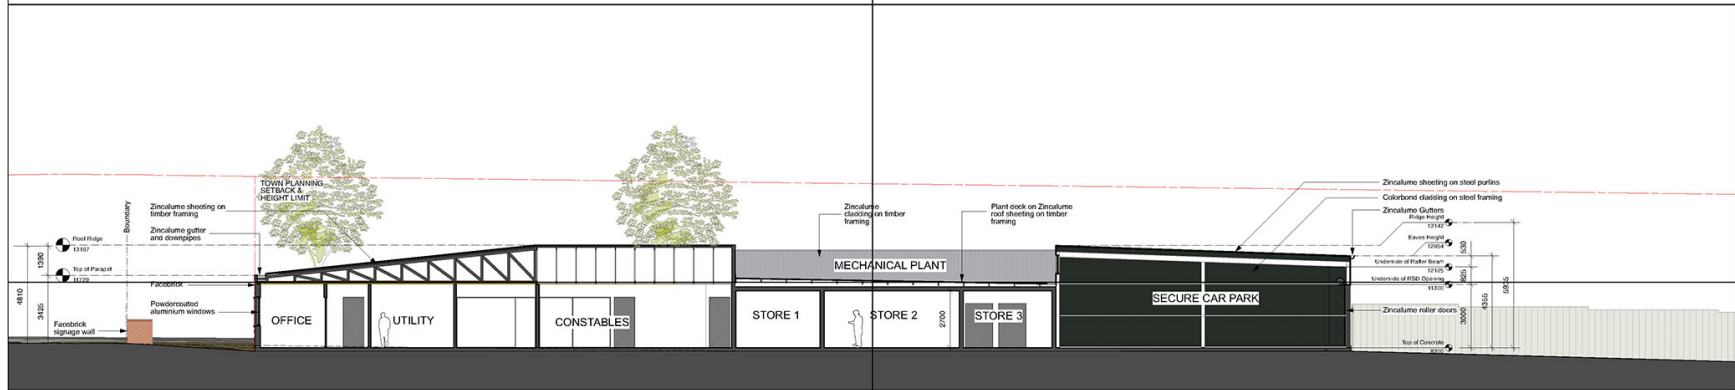 TOWN PLANNING
SETBACK &
HEIGHT LIMIT
Zincalume sheeting on
timber framing
Zincalume gutter
and downpipes
Boundary
Roof Ridge
13167
Top of Parapet
11779
1390
4810
3425
Facebrick
Powdercoated
aluminium windows
Facebrick
signage wall
OFFICE
UTILITY
CONSTABLES
STORE 1
STORE 2
2700
STORE 3
Zincalume
cladding on timber
framing
Plant deck on Zincalume
roof sheeting on timber
framing
MECHANICAL PLANT
SECURE CAR PARK
Zincalume sheeting on steel purlins
Colorbond cladding on steel framing
Zincalume Gutters
Ridge Height
13142
Eaves Height
12654
Underside of Rafter Beam
12125
Underside of RSD Opening
11300
530
825
3000
4355
Zincalume roller doors
Top of Concrete